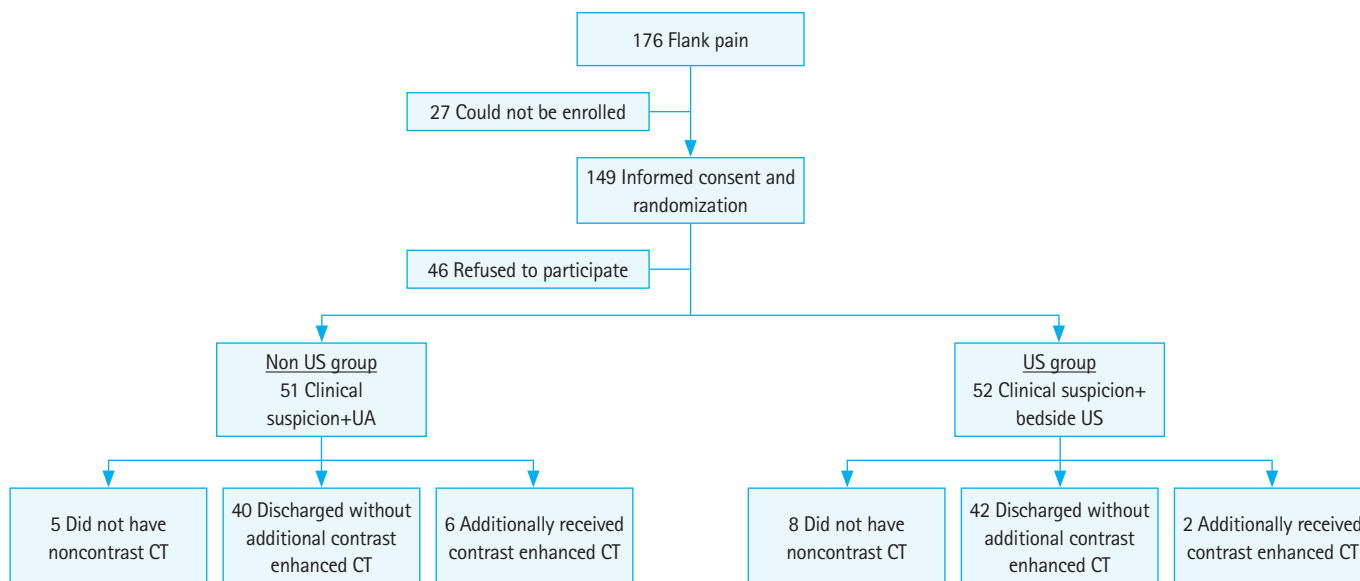 176 Flank pain
27 Could not be enrolled
149 Informed consent and
randomization
46 Refused to participate
Non US group
51 Clinical
suspicion+UA
US group
52 Clinical suspicion+
bedside US
5 Did not have
noncontrast CT
40 Discharged without
additional contrast
enhanced CT
6 Additionally received
contrast enhanced CT
8 Did not have
noncontrast CT
42 Discharged without
additional contrast
enhanced CT
2 Additionally received
contrast enhanced CT